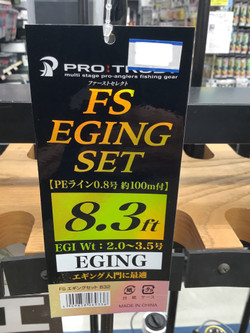 PRO:TRUST
multi stage pro-anglers fishing gear
ファーストセレクト
FS
EGING
SET
【PEライン0.8号 約100m付】
8.3ft
EGI Wt：2.0〜3.5号
EGING
エギング入門に最適
FS.エギングセット 832
MADE IN CHINA